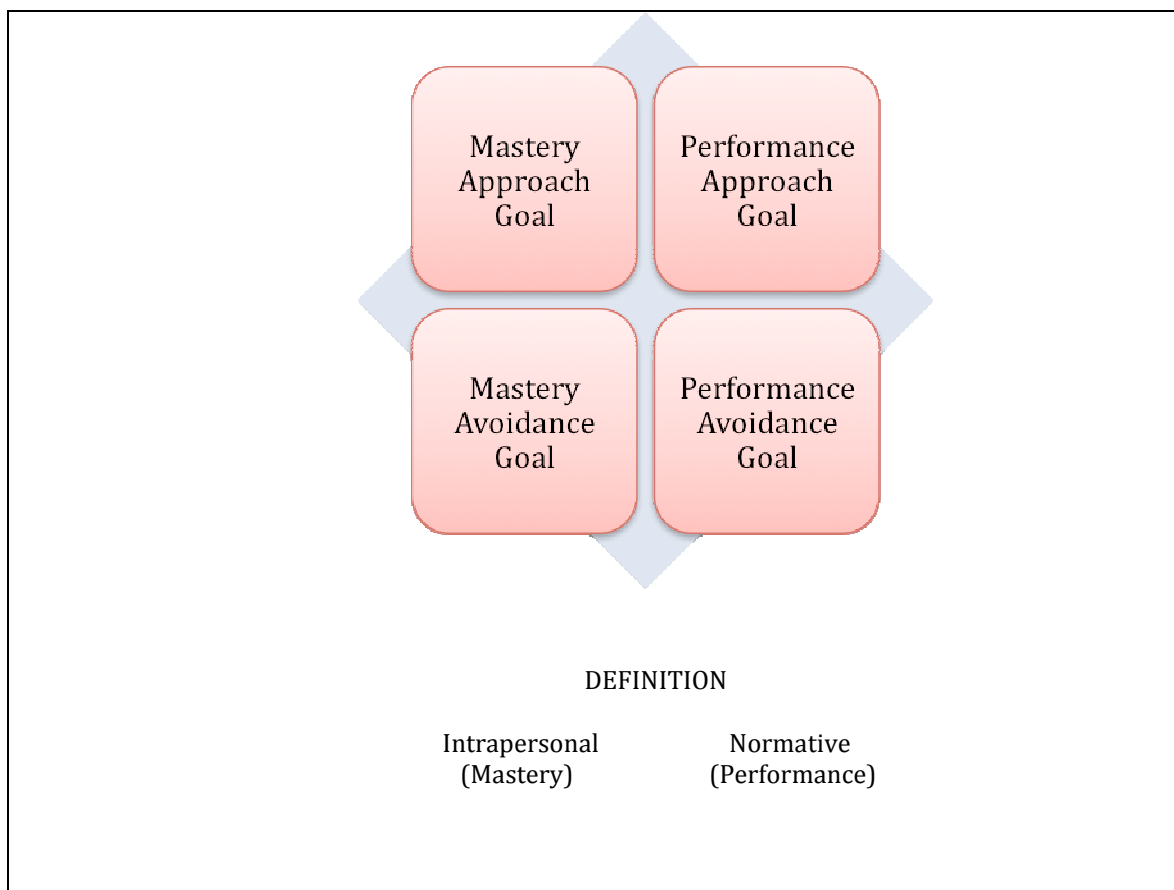 Mastery
Approach
Goal
Performance
Approach
Goal
Mastery
Avoidance
Goal
Performance
Avoidance
Goal
DEFINITION
Intrapersonal
(Mastery)
Normative
(Performance)